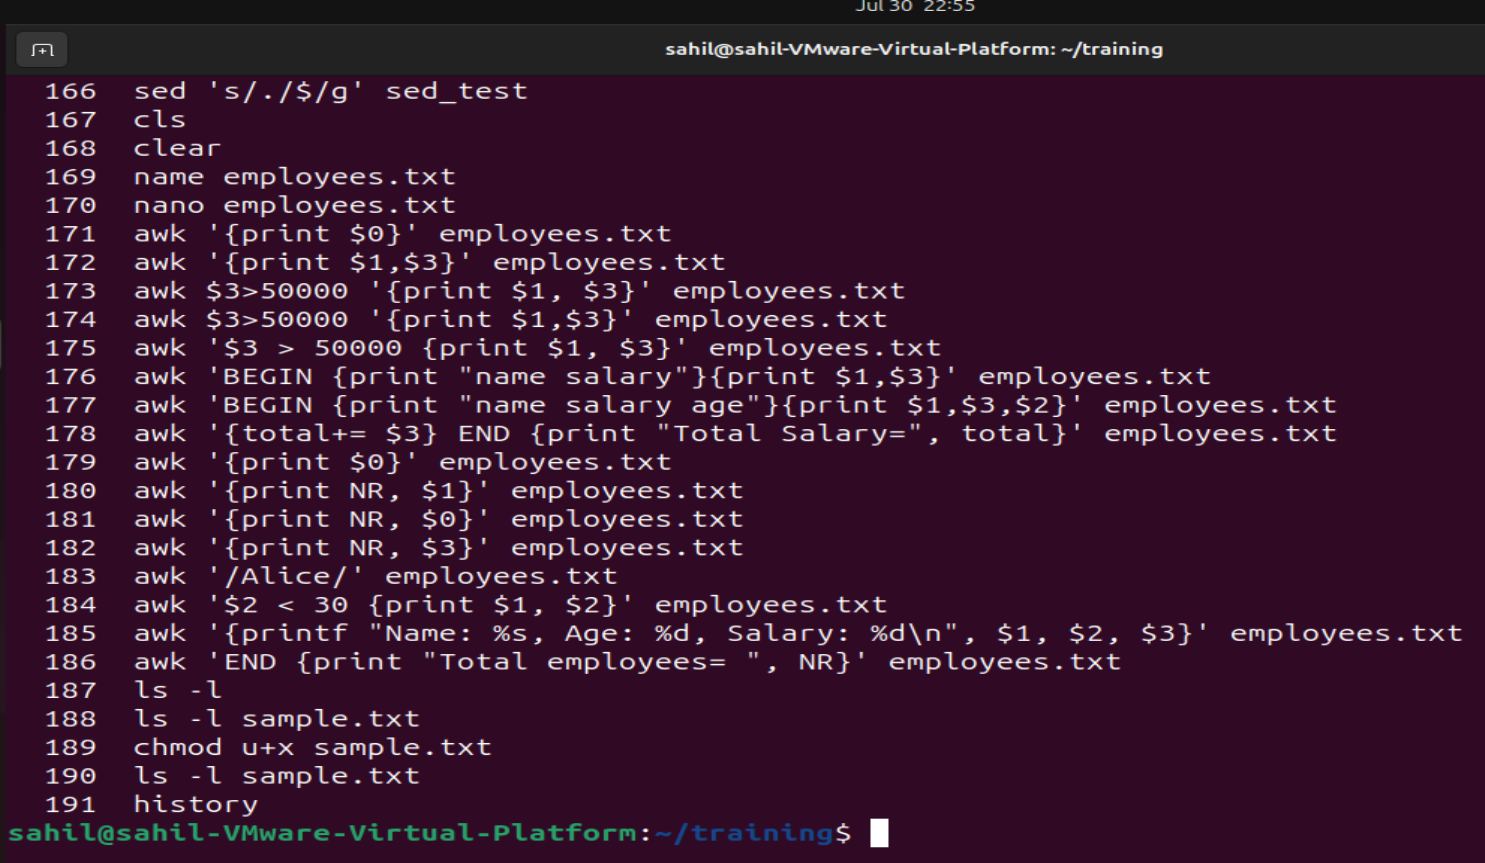 Jul 30 22:55
sahil@sahil-VMware-Virtual-Platform: ~/training
166 sed 's/./$/g' sed_test
167 cls
168 clear
169 name employees.txt
170 nano employees.txt
171 awk '{print $0}' employees.txt
172 awk '{print $1,$3}' employees.txt
173 awk $3>50000 '{print $1, $3}' employees.txt
174 awk $3>50000 '{print $1,$3}' employees.txt
175 awk '$3 > 50000 {print $1, $3}' employees.txt
176 awk 'BEGIN {print "name salary"}{print $1,$3}' employees.txt
177 awk 'BEGIN {print "name salary age"}{print $1,$3,$2}' employees.txt
178 awk '{total+= $3} END {print "Total Salary=", total}' employees.txt
179 awk '{print $0}' employees.txt
180 awk '{print NR, $1}' employees.txt
181 awk '{print NR, $0}' employees.txt
182 awk '{print NR, $3}' employees.txt
183 awk '/Alice/' employees.txt
184 awk '$2 < 30 {print $1, $2}' employees.txt
185 awk '{printf "Name: %s, Age: %d, Salary: %d\n", $1, $2, $3}' employees.txt
186 awk 'END {print "Total employees= ", NR}' employees.txt
187 ls -l
188 ls -l sample.txt
189 chmod u+x sample.txt
190 ls -l sample.txt
191 history
sahil@sahil-VMware-Virtual-Platform:~/training$